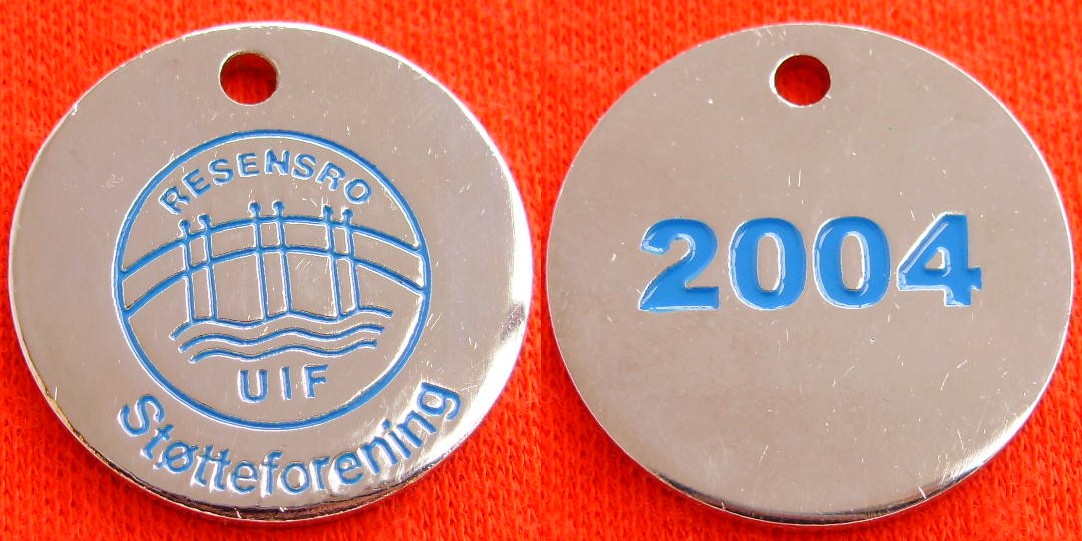 RESENSRO
UIF
Støtteforening
2004